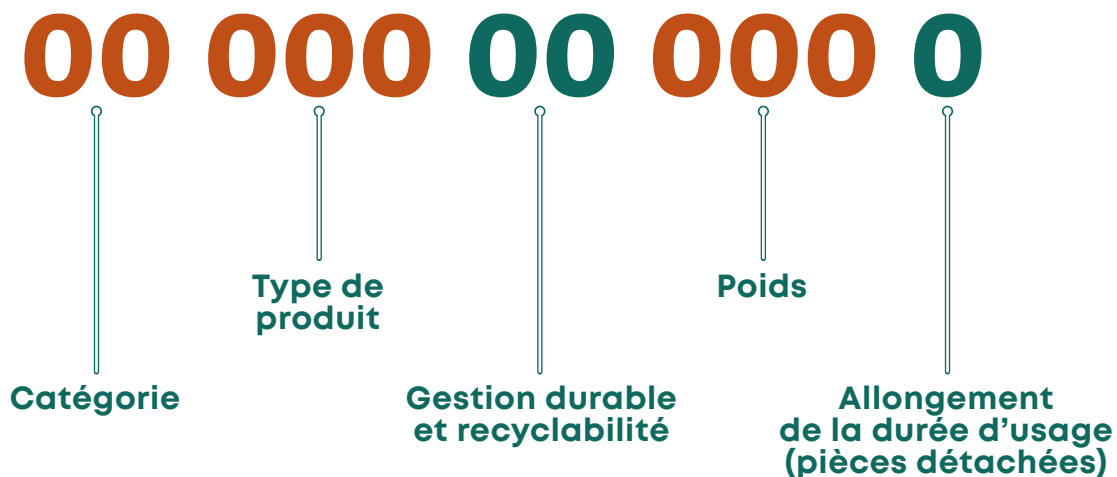 00 000 00 000 0
Type de
produit
Poids
Catégorie
Gestion durable
et recyclabilité
Allongement
de la durée d’usage
(pièces détachées)